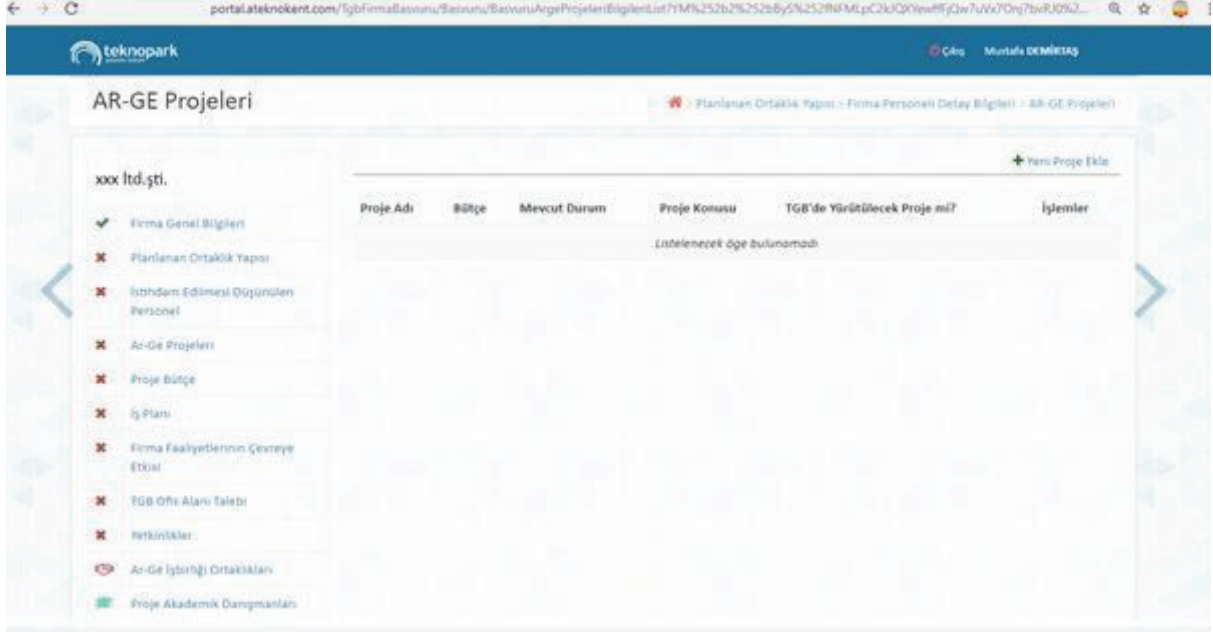 portal.ateknokent.com/TgbFirmaBasvuru/Basvuru/BasvuruArgeProjeleriBilgileriList?
teknopark
Çıkış Mustafa DEMİRTAŞ
AR-GE Projeleri
Planlanan Ortaklık Yapısı > Firma Personeli Detay Bilgileri > AR-GE Projeleri
xxx ltd.şti.
Yeni Proje Ekle
Firma Genel Bilgileri
Planlanan Ortaklık Yapısı
İstihdam Edilmesi Düşünülen
Personel
Ar-Ge Projeleri
Proje Bütçe
İş Planı
Firma Faaliyetlerinin Çevreye
Etkisi
TGB Ofis Alanı Talebi
Yetkinlikler
Ar-Ge İşbirliği Ortaklıkları
Proje Akademik Danışmanları
Proje Adı Bütçe Mevcut Durum Proje Konusu TGB'de Yürütülecek Proje mi? İşlemler
Listelenecek öge bulunamadı